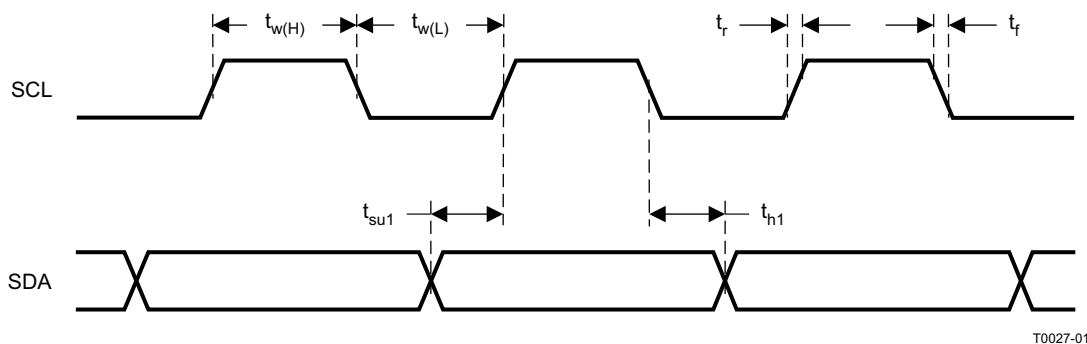 tw(H)
tw(L)
tr
tf
SCL
tsu1
th1
SDA
T0027-01